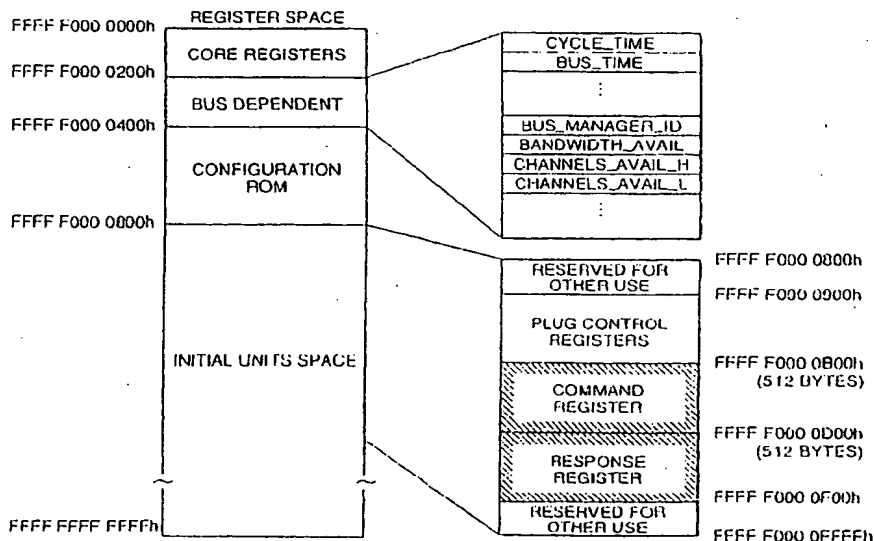 REGISTER SPACE
FFFF F000 0000h
CORE REGISTERS
FFFF F000 0200h
BUS DEPENDENT
FFFF F000 0400h
CONFIGURATION
ROM
FFFF F000 0800h
INITIAL UNITS SPACE
FFFF FFFF FFFFh
CYCLE_TIME
BUS_TIME
⋮
BUS_MANAGER_ID
BANDWIDTH_AVAIL
CHANNELS_AVAIL_H
CHANNELS_AVAIL_L
⋮
FFFF F000 0800h
RESERVED FOR
OTHER USE
FFFF F000 0900h
PLUG CONTROL
REGISTERS
FFFF F000 0B00h
(512 BYTES)
COMMAND
REGISTER
FFFF F000 0D00h
(512 BYTES)
RESPONSE
REGISTER
FFFF F000 0F00h
RESERVED FOR
OTHER USE
FFFF F000 0FFFFh